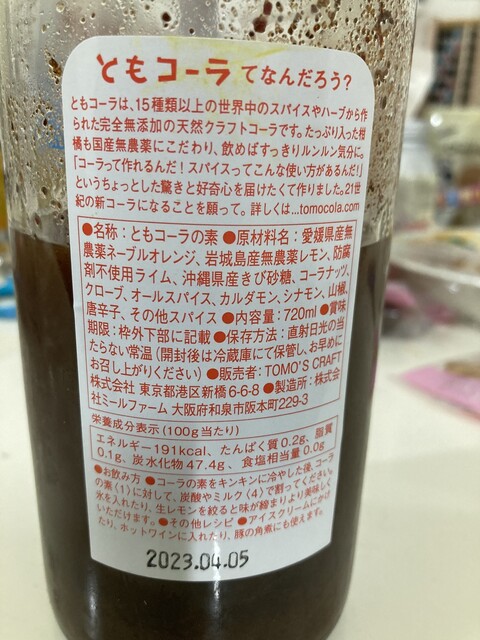 ともコーラてなんだろう?
ともコーラは、15種類以上の世界中のスパイスやハーブから作
られた完全無添加の天然クラフトコーラです。たっぷり入った柑
橘も国産無農薬にこだわり、飲めばすっきりルンルン気分に。
「コーラって作れるんだ!スパイスってこんな使い方があるんだ!」
というちょっとした驚きと好奇心を届けたくて作りました。21世
紀の新コーラになることを願って。詳しくは...tomocola.com
●名称:ともコーラの素 ●原材料名:愛媛県産無
農薬ネーブルオレンジ、岩城島産無農薬レモン、防腐
剤不使用ライム、沖縄県産きび砂糖、コーラナッツ、
クローブ、オールスパイス、カルダモン、シナモン、山椒、
唐辛子、その他スパイス ●内容量:720ml ●賞味
期限:枠外下部に記載 ●保存方法:直射日光の当
たらない常温(開封後は冷蔵庫にて保管し、お早めに
お召し上がりください) ●販売者:TOMO'S CRAFT
株式会社 東京都港区新橋6-6-8 ●製造所:株式会
社ミールファーム 大阪府和泉市阪本町229-3
栄養成分表示(100g当たり)
エネルギー191kcal、たんぱく質0.2g、脂質
0.1g、炭水化物47.4g、食塩相当量0.0g
●お飲み方 ●コーラの素をキンキンに冷やした後、コーラ
の素〈1〉に対して、炭酸やミルク〈4〉で割ってください。
氷を入れたり、生レモンを絞ると味が締まりより美味しく
いただけます。●その他レシピ ●アイスクリームにかけ
たり、ホットワインに入れたり、豚の角煮にも使えます。
2023.04.05